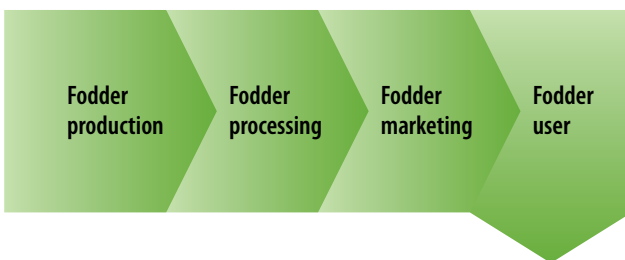 Fodder
production
Fodder
processing
Fodder
marketing
Fodder
user